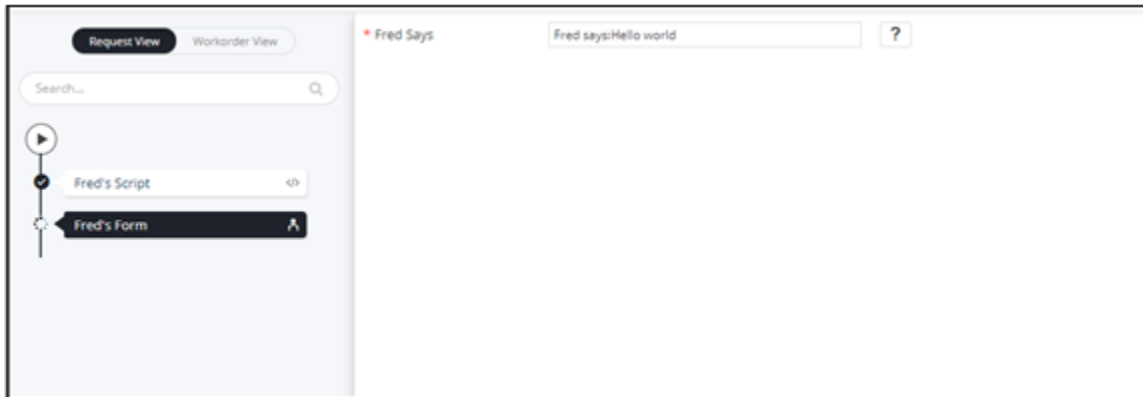 Request View
Workorder View
Search...
Fred's Script
</>
Fred's Form
* Fred Says
Fred says:Hello world
?